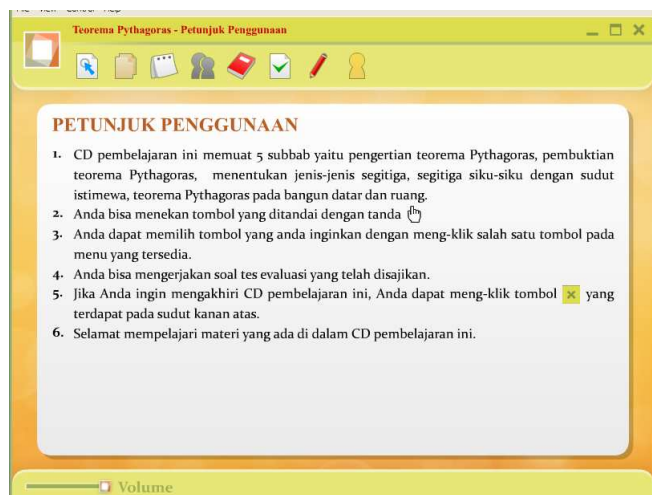 Teorema Pythagoras - Petunjuk Penggunaan
PETUNJUK PENGGUNAAN
1. CD pembelajaran ini memuat 5 subbab yaitu pengertian teorema Pythagoras, pembuktian
teorema Pythagoras, menentukan jenis-jenis segitiga, segitiga siku-siku dengan sudut
istimewa, teorema Pythagoras pada bangun datar dan ruang.
2. Anda bisa menekan tombol yang ditandai dengan tanda
3. Anda dapat memilih tombol yang anda inginkan dengan meng-klik salah satu tombol pada
menu yang tersedia.
4. Anda bisa mengerjakan soal tes evaluasi yang telah disajikan.
5. Jika Anda ingin mengakhiri CD pembelajaran ini, Anda dapat meng-klik tombol yang
terdapat pada sudut kanan atas.
6. Selamat mempelajari materi yang ada di dalam CD pembelajaran ini.
Volume